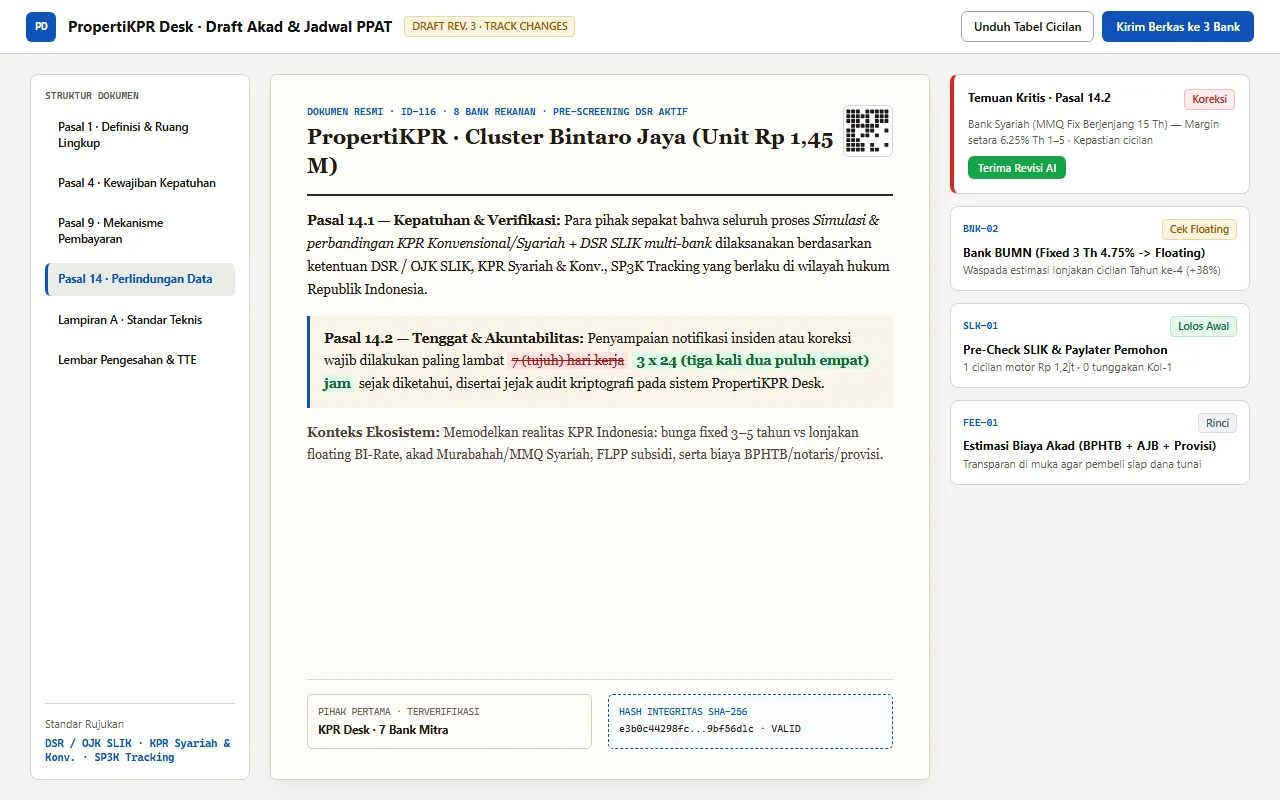 PD
PropertiKPR Desk · Draft Akad & Jadwal PPAT
DRAFT REV. 3 · TRACK CHANGES
Unduh Tabel Cicilan
Kirim Berkas ke 3 Bank
STRUKTUR DOKUMEN
Pasal 1 · Definisi & Ruang
Lingkup
Pasal 4 · Kewajiban Kepatuhan
Pasal 9 · Mekanisme
Pembayaran
Pasal 14 · Perlindungan Data
Lampiran A · Standar Teknis
Lembar Pengesahan & TTE
Standar Rujukan
DSR / OJK SLIK · KPR Syariah &
Konv. · SP3K Tracking
DOKUMEN RESMI · ID-116 · 8 BANK REKANAN · PRE-SCREENING DSR AKTIF
PropertiKPR · Cluster Bintaro Jaya (Unit Rp 1,45
M)
Pasal 14.1 — Kepatuhan & Verifikasi: Para pihak sepakat bahwa seluruh proses Simulasi &
perbandingan KPR Konvensional/Syariah + DSR SLIK multi-bank dilaksanakan berdasarkan
ketentuan DSR / OJK SLIK, KPR Syariah & Konv., SP3K Tracking yang berlaku di wilayah hukum
Republik Indonesia.
Pasal 14.2 — Tenggat & Akuntabilitas: Penyampaian notifikasi insiden atau koreksi
wajib dilakukan paling lambat 7 (tujuh) hari kerja 3 x 24 (tiga kali dua puluh empat)
jam sejak diketahui, disertai jejak audit kriptografi pada sistem PropertiKPR Desk.
Konteks Ekosistem: Memodelkan realitas KPR Indonesia: bunga fixed 3–5 tahun vs lonjakan
floating BI-Rate, akad Murabahah/MMQ Syariah, FLPP subsidi, serta biaya BPHTB/notaris/provisi.
PIHAK PERTAMA · TERVERIFIKASI
KPR Desk · 7 Bank Mitra
HASH INTEGRITAS SHA-256
e3b0c44298fc...9bf56d1c · VALID
Temuan Kritis · Pasal 14.2
Koreksi
Bank Syariah (MMQ Fix Berjenjang 15 Th) — Margin
setara 6.25% Th 1–5 · Kepastian cicilan
Terima Revisi AI
BNK-02
Cek Floating
Bank BUMN (Fixed 3 Th 4.75% -> Floating)
Waspada estimasi lonjakan cicilan Tahun ke-4 (+38%)
SLK-01
Lolos Awal
Pre-Check SLIK & Paylater Pemohon
1 cicilan motor Rp 1,2jt · 0 tunggakan Kol-1
FEE-01
Rinci
Estimasi Biaya Akad (BPHTB + AJB + Provisi)
Transparan di muka agar pembeli siap dana tunai